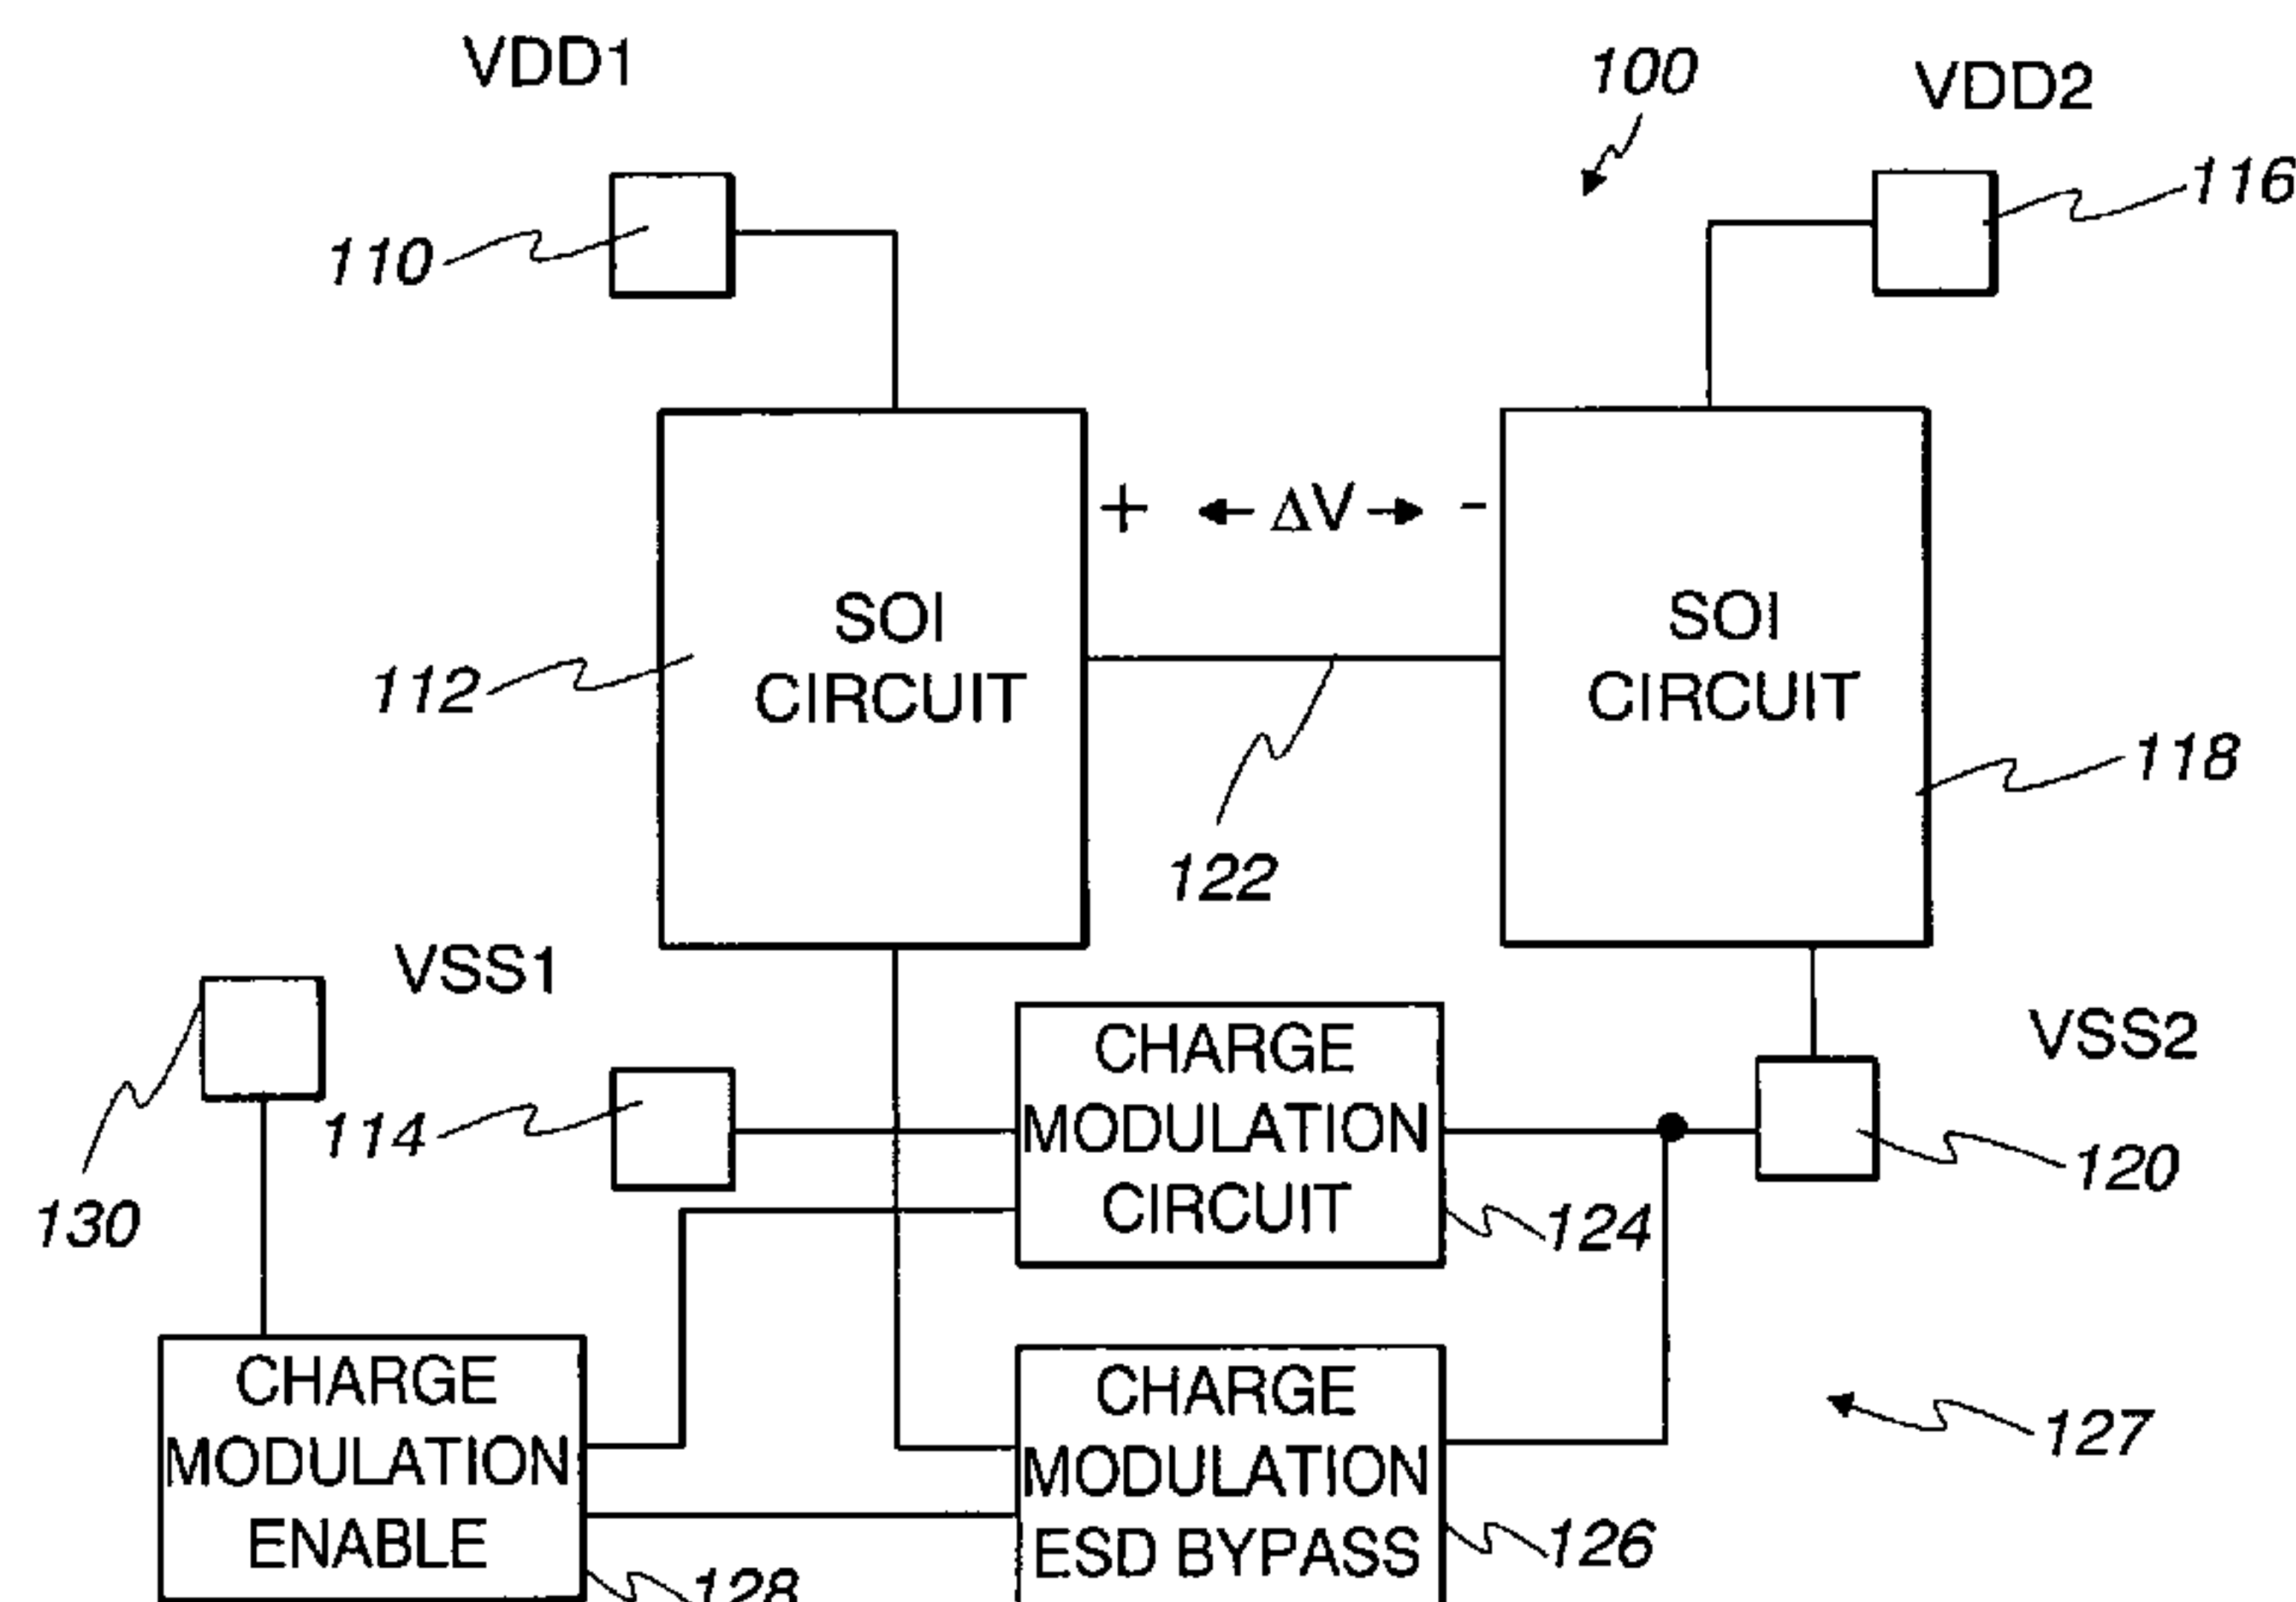 VDD1
100
VDD2
116
110
+ ΔV -
SOI
CIRCUIT
SOI
CIRCUIT
112
118
122
VSS1
VSS2
CHARGE
MODULATION
CIRCUIT
114
120
130
124
CHARGE
MODULATION
ENABLE
CHARGE
MODULATION
ESD BYPASS
127
126
128